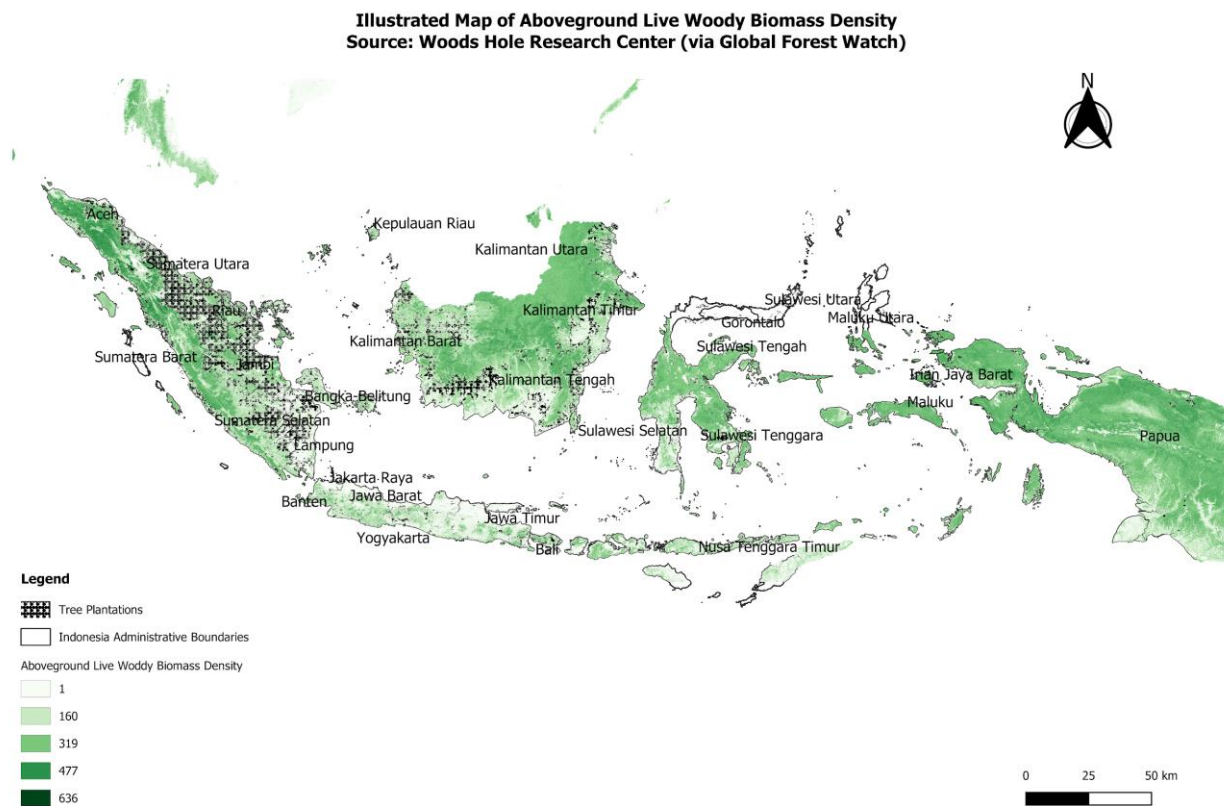 Illustrated Map of Aboveground Live Woody Biomass Density
Source: Woods Hole Research Center (via Global Forest Watch)
N
Aceh
Kepulauan Riau
Kalimantan Utara
Sumatera Utara
Sulawesi Utara
Riau
Kalimantan Timur
Gorontalo
Maluku Utara
Kalimantan Barat
Sulawesi Tengah
Sumatera Barat
Jambi
Irian Jaya Barat
Kalimantan Tengah
Bangka-Belitung
Maluku
Sumatera Selatan
Sulawesi Selatan
Sulawesi Tenggara
Papua
Lampung
Jakarta Raya
Jawa Barat
Banten
Jawa Timur
Yogyakarta
Bali
Nusa Tenggara Timur
Legend
Tree Plantations
Indonesia Administrative Boundaries
Aboveground Live Woddy Biomass Density
1
160
319
477
636
0 25 50 km